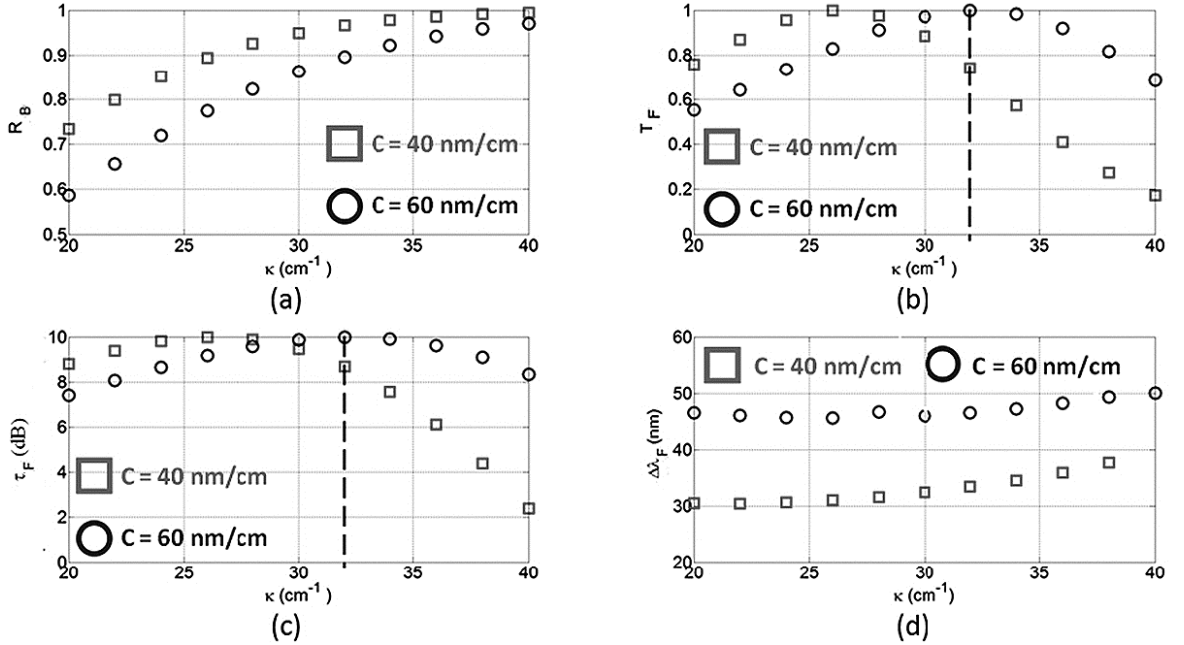 1
0.9
0.8
0.7
0.6
0.5
R_B
20 25 30 35 40
κ (cm⁻¹)
C = 40 nm/cm
C = 60 nm/cm
(a)
1
0.8
0.6
0.4
0.2
0
T_F
20 25 30 35 40
κ (cm⁻¹)
C = 40 nm/cm
C = 60 nm/cm
(b)
10
8
6
4
2
0
τ_F (dB)
20 25 30 35 40
κ (cm⁻¹)
C = 40 nm/cm
C = 60 nm/cm
(c)
60
50
40
30
20
Δλ_F (nm)
20 25 30 35 40
κ (cm⁻¹)
C = 40 nm/cm C = 60 nm/cm
(d)